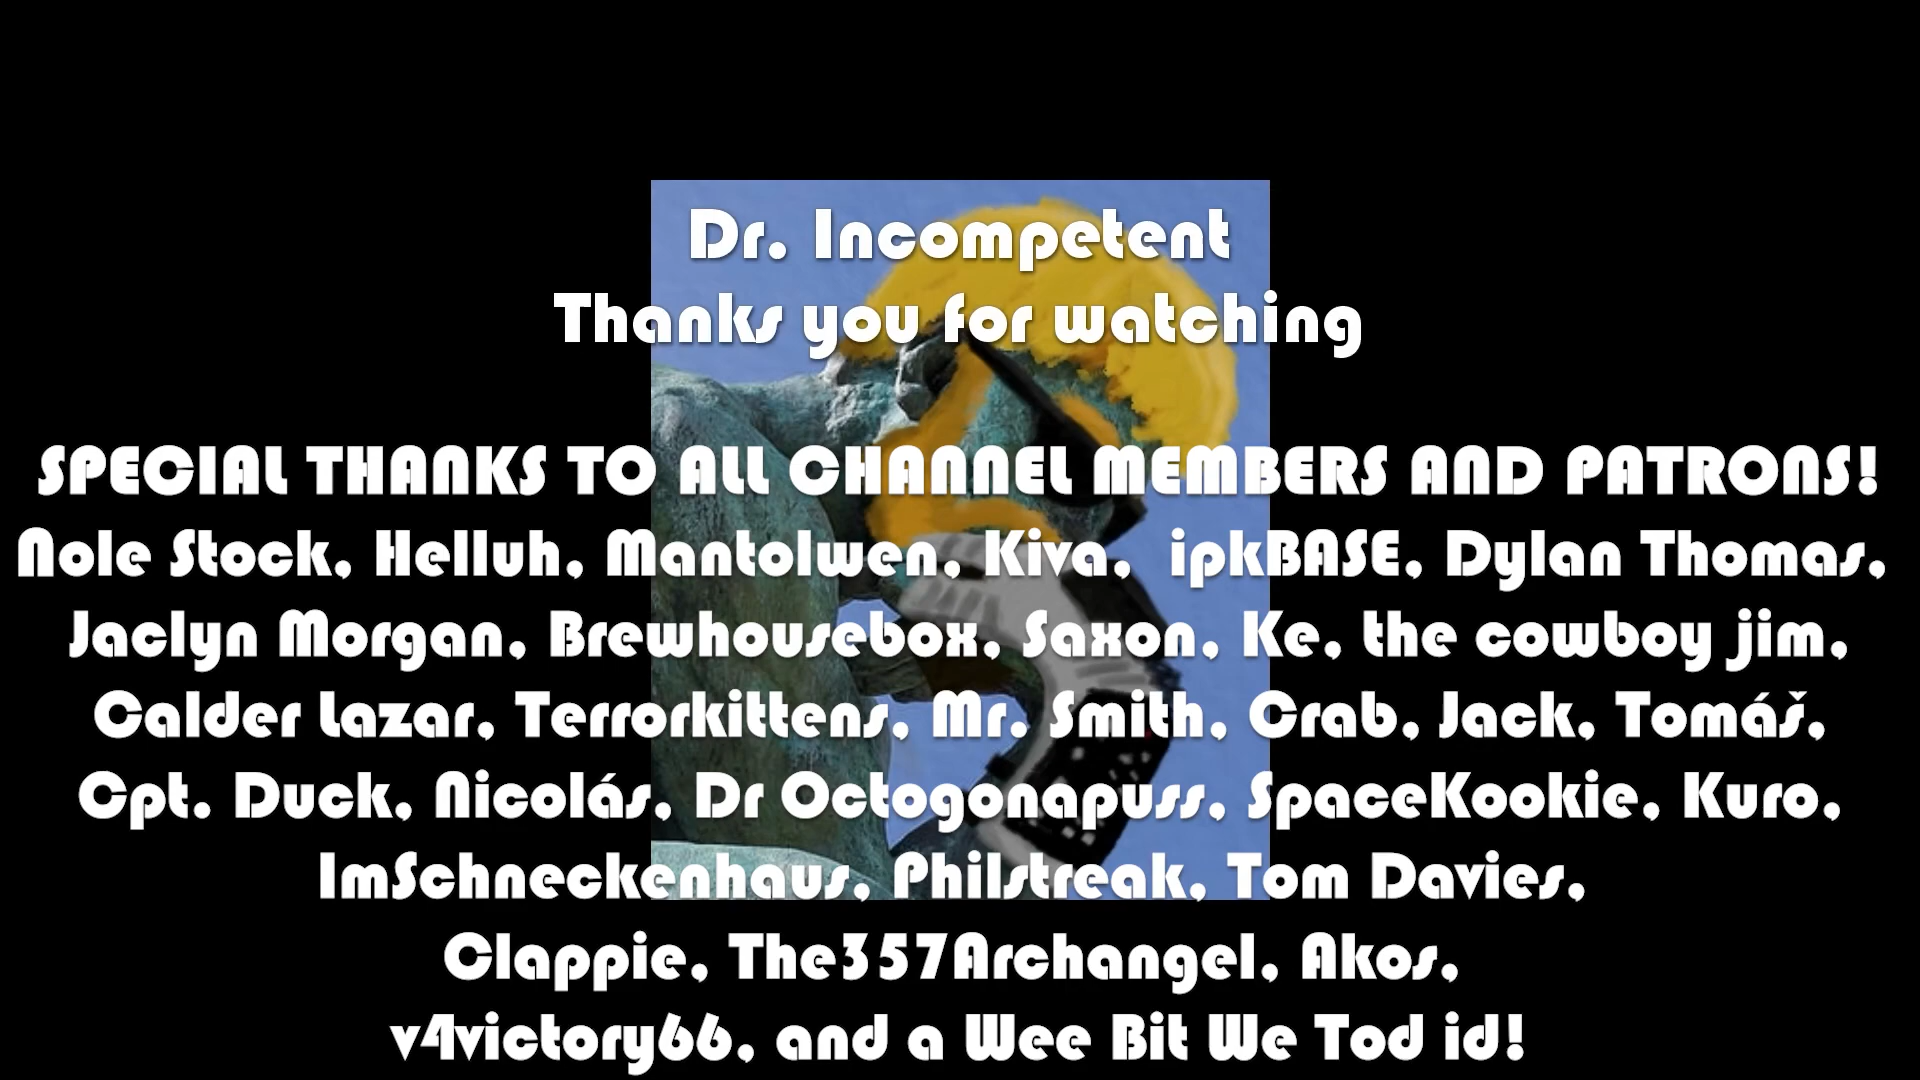 Dr. Incompetent
Thanks you for watching
SPECIAL THANKS TO ALL CHANNEL MEMBERS AND PATRONS!
Nole Stock, Helluh, Mantolwen, Kiva, ipkBASE, Dylan Thomas,
Jaclyn Morgan, Brewhousebox, Saxon, Ke, the cowboy jim,
Calder Lazar, Terrorkittens, Mr. Smith, Crab, Jack, Tomáš,
Cpt. Duck, Nicolás, Dr Octogonapuss, SpaceKookie, Kuro,
ImSchneckenhaus, Philstreak, Tom Davies,
Clappie, The357Archangel, Akos,
v4victory66, and a Wee Bit We Tod id!